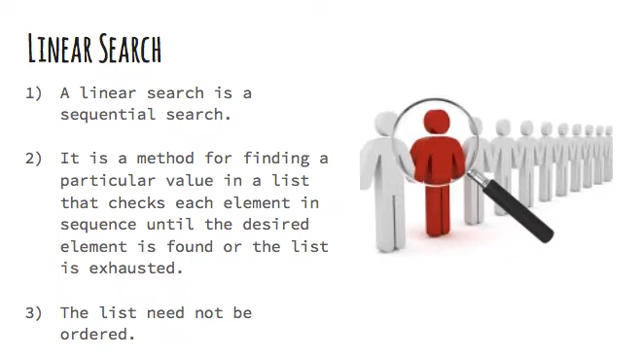 Linear Search
1) A linear search is a
sequential search.
2) It is a method for finding a
particular value in a list
that checks each element in
sequence until the desired
element is found or the list
is exhausted.
3) The list need not be
ordered.